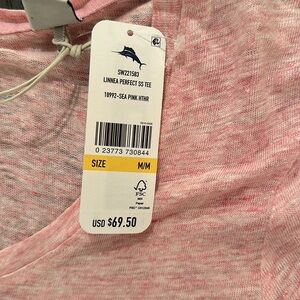 SW221583
LINNEA PERFECT SS TEE
18992-SEA PINK HTHR
0 23773 730844
SIZE M/M
FSC
USD $69.50